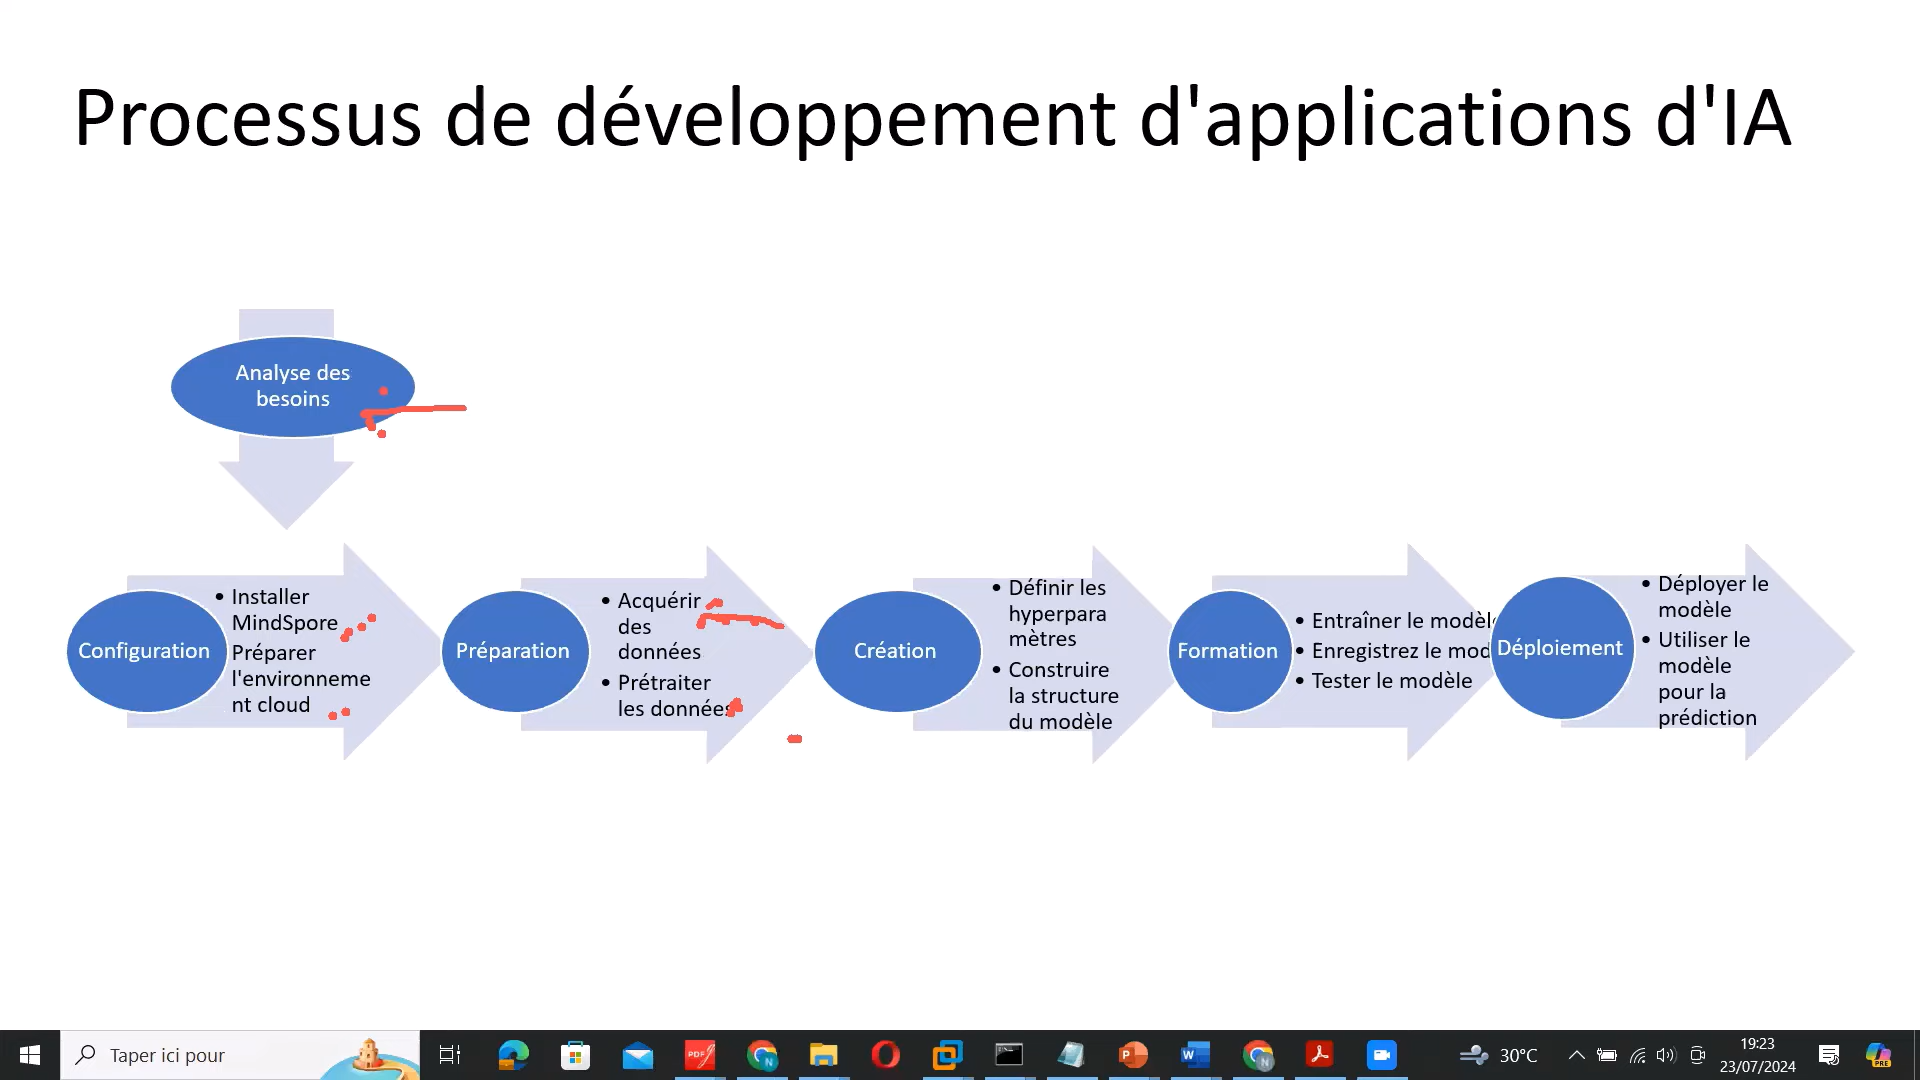 Processus de développement d'applications d'IA
Analyse des
besoins
Configuration
• Installer
MindSpore
Préparer
l'environneme
nt cloud
Préparation
• Acquérir
des
données
• Prétraiter
les données
Création
• Définir les
hyperpara
mètres
• Construire
la structure
du modèle
Formation
• Entraîner le modèle
• Enregistrez le mod
• Tester le modèle
Déploiement
• Déployer le
modèle
• Utiliser le
modèle
pour la
prédiction
Taper ici pour
30°C
19:23
23/07/2024